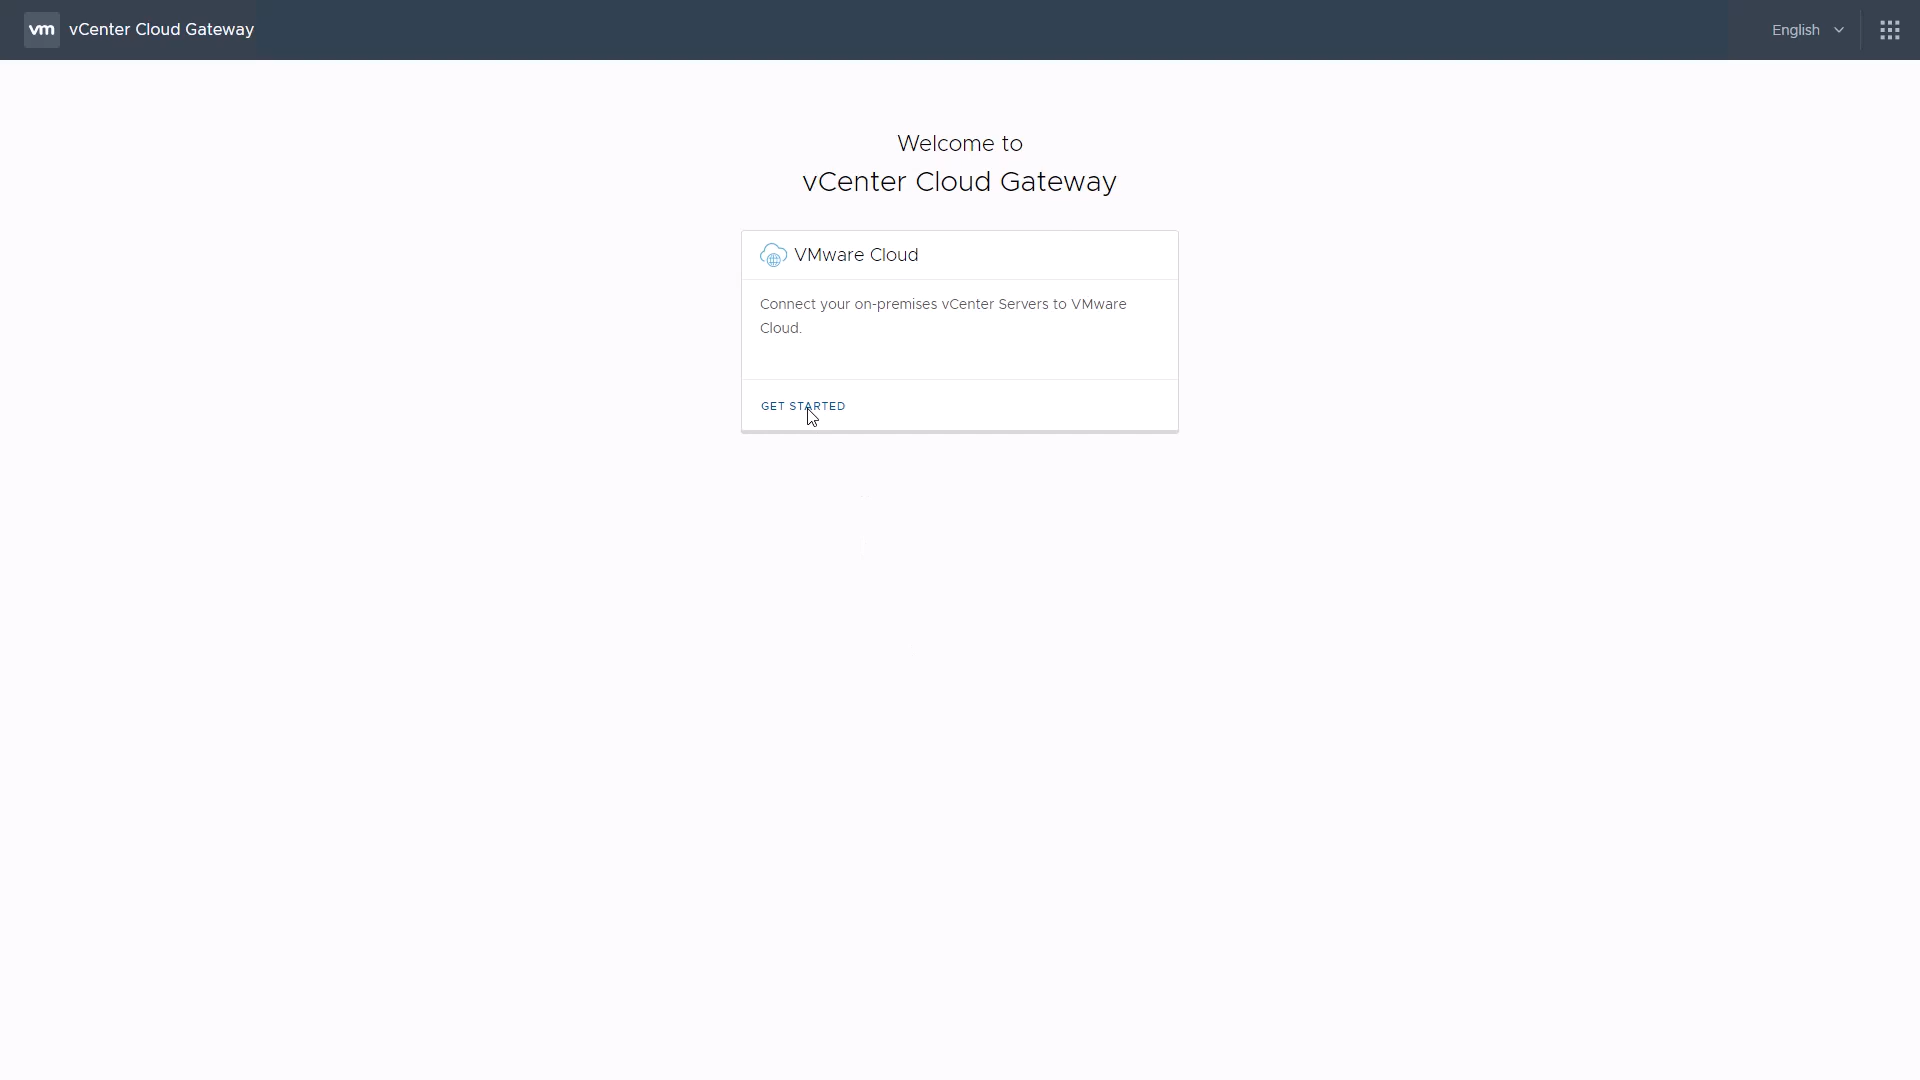 vm vCenter Cloud Gateway
English
Welcome to
vCenter Cloud Gateway
VMware Cloud
Connect your on-premises vCenter Servers to VMware
Cloud.
GET STARTED